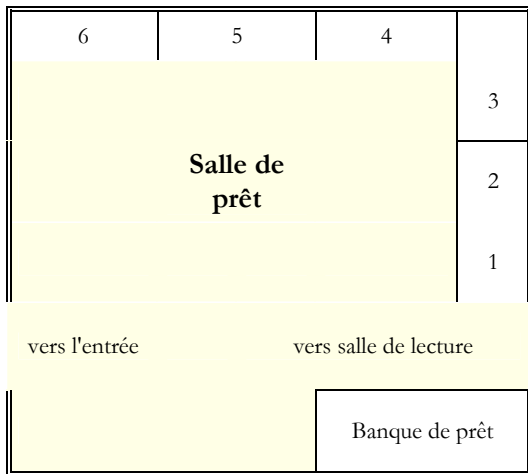 6 5 4
3
Salle de
prêt
2
1
vers l'entrée vers salle de lecture
Banque de prêt